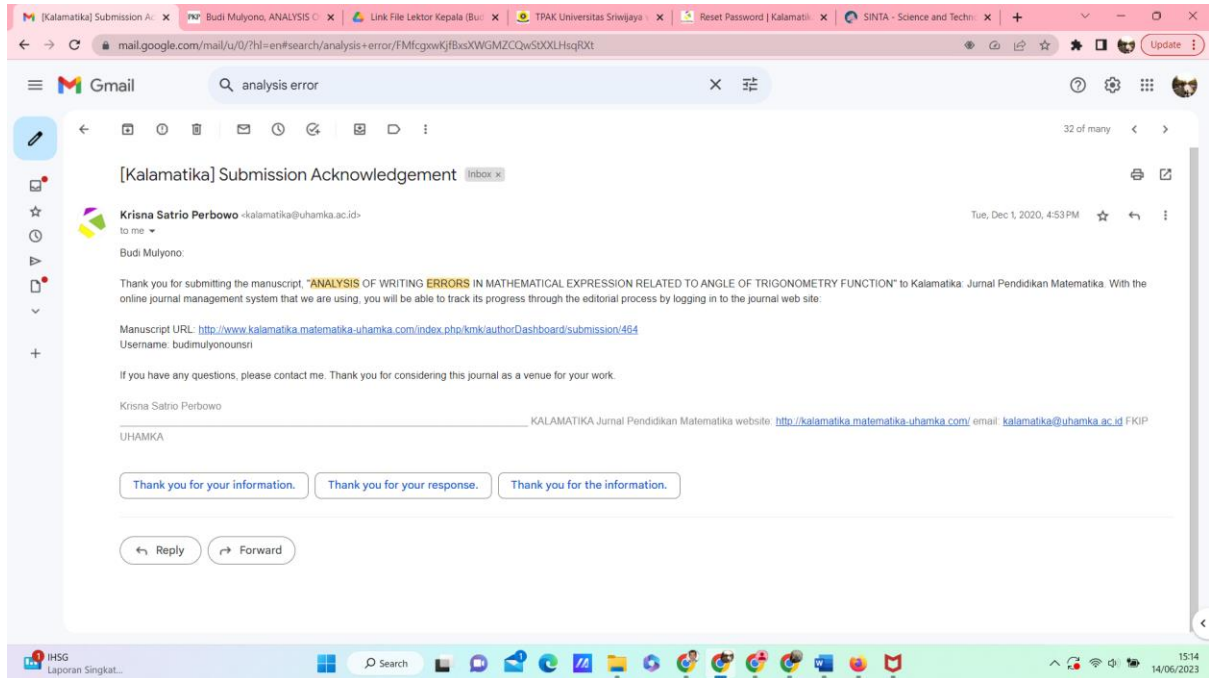 [Kalamatika] Submission Ac
Budi Mulyono, ANALYSIS O
Link File Lektor Kepala (Bud
TPAK Universitas Sriwijaya
Reset Password | Kalamatik
SINTA - Science and Techn
mail.google.com/mail/u/0/?hl=en#search/analysis+error/FMfcgxwKjfBxsXWGMZCQwStXXLHsqRXt
Update
Gmail
analysis error
32 of many
[Kalamatika] Submission Acknowledgement Inbox x
Krisna Satrio Perbowo <kalamatika@uhamka.ac.id>
Tue, Dec 1, 2020, 4:53 PM
to me
Budi Mulyono:
Thank you for submitting the manuscript, "ANALYSIS OF WRITING ERRORS IN MATHEMATICAL EXPRESSION RELATED TO ANGLE OF TRIGONOMETRY FUNCTION" to Kalamatika: Jurnal Pendidikan Matematika. With the
online journal management system that we are using, you will be able to track its progress through the editorial process by logging in to the journal web site:
Manuscript URL: http://www.kalamatika.matematika-uhamka.com/index.php/kmk/authorDashboard/submission/464
Username: budimulyonounsri
If you have any questions, please contact me. Thank you for considering this journal as a venue for your work.
Krisna Satrio Perbowo
KALAMATIKA Jurnal Pendidikan Matematika website: http://kalamatika.matematika-uhamka.com/ email: kalamatika@uhamka.ac.id FKIP
UHAMKA
Thank you for your information.
Thank you for your response.
Thank you for the information.
Reply
Forward
IHSG
Laporan Singkat...
Search
15:14
14/06/2023